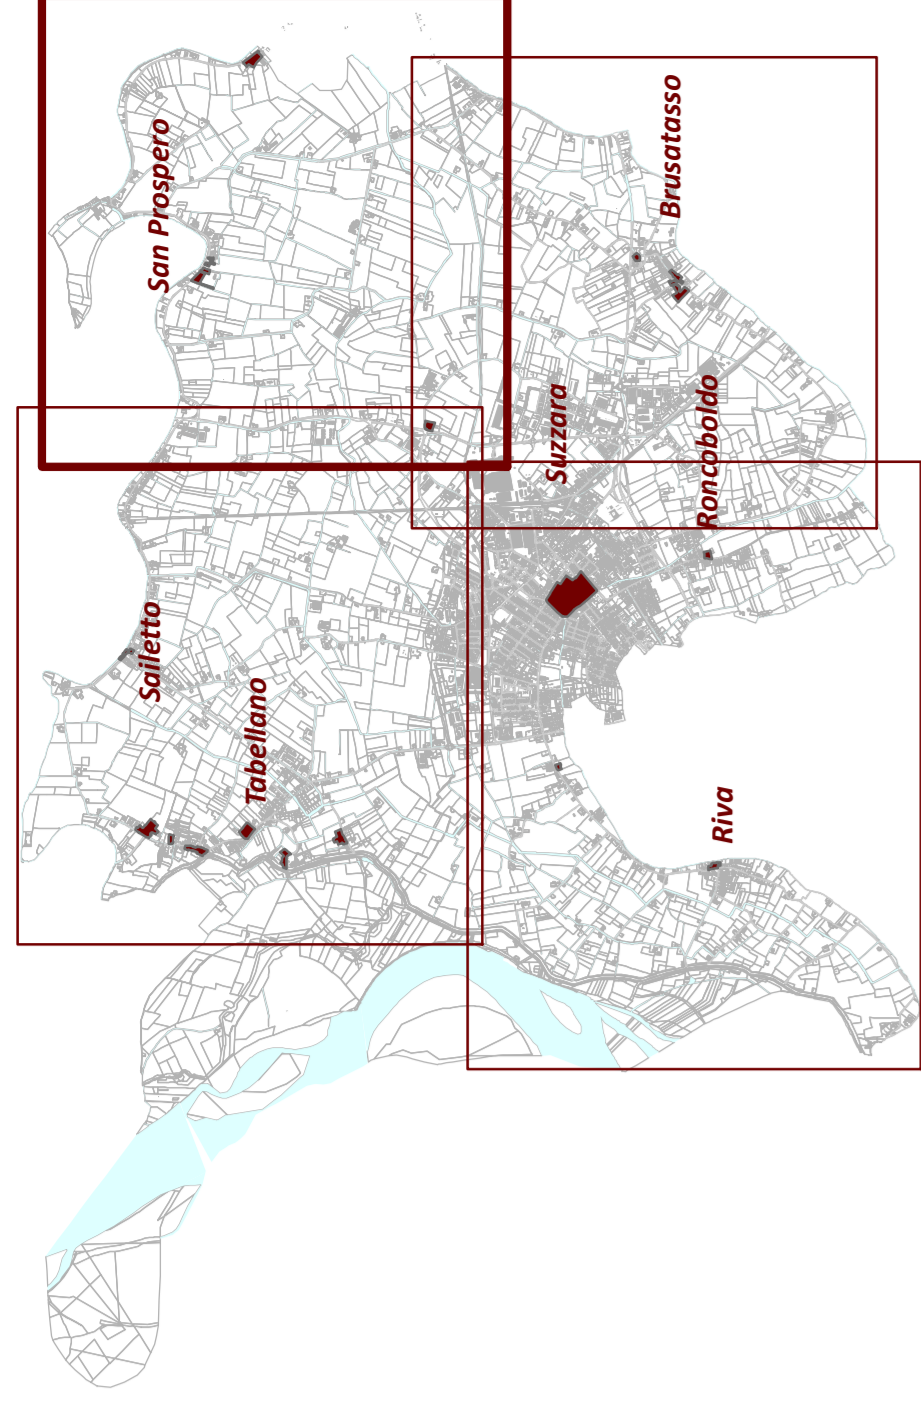 San Prospero
Brusatasso
Suzzara
Roncoboldo
Sailetto
Tabellano
Riva